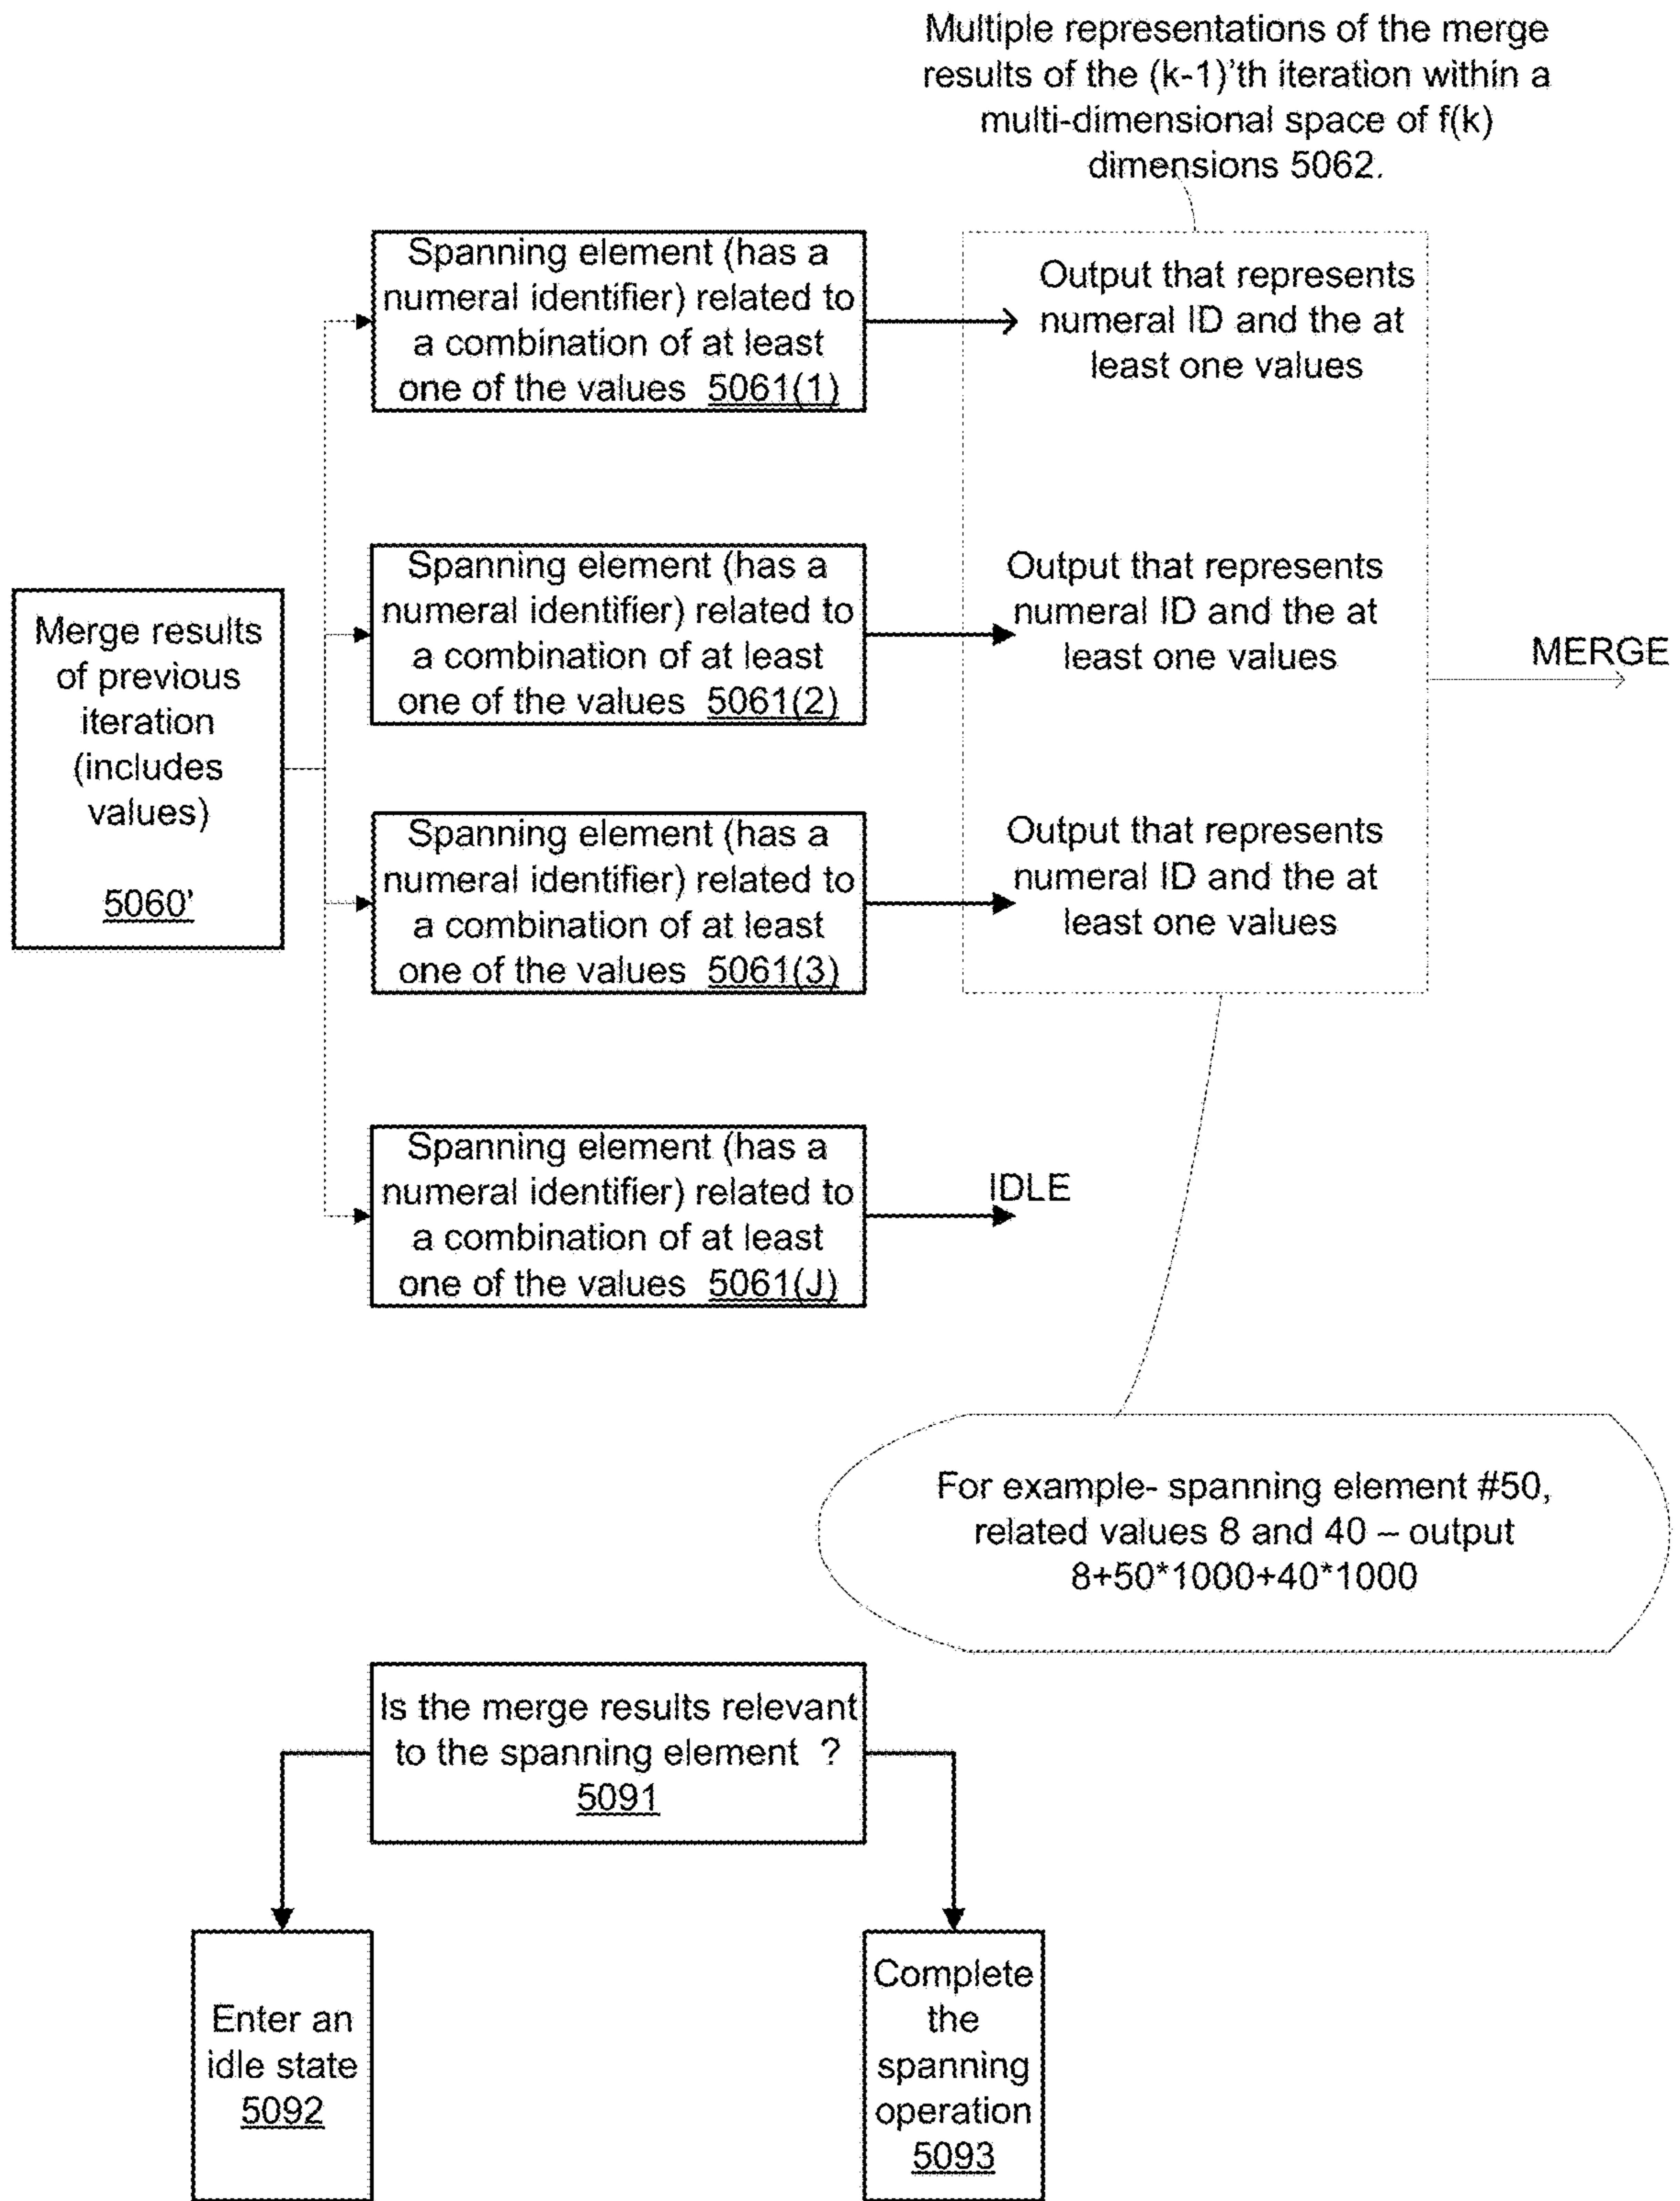 Multiple representations of the merge
results of the (k-1)'th iteration within a
multi-dimensional space of f(k)
dimensions 5062.
Spanning element (has a
numeral identifier) related to
a combination of at least
one of the values 5061(1)
Output that represents
numeral ID and the at
least one values
Spanning element (has a
numeral identifier) related to
a combination of at least
one of the values 5061(2)
Output that represents
numeral ID and the at
least one values
Merge results
of previous
iteration
(includes
values)
5060'
MERGE
Spanning element (has a
numeral identifier) related to
a combination of at least
one of the values 5061(3)
Output that represents
numeral ID and the at
least one values
Spanning element (has a
numeral identifier) related to
a combination of at least
one of the values 5061(J)
IDLE
For example- spanning element #50,
related values 8 and 40 – output
8+50*1000+40*1000
Is the merge results relevant
to the spanning element ?
5091
Enter an
idle state
5092
Complete
the
spanning
operation
5093